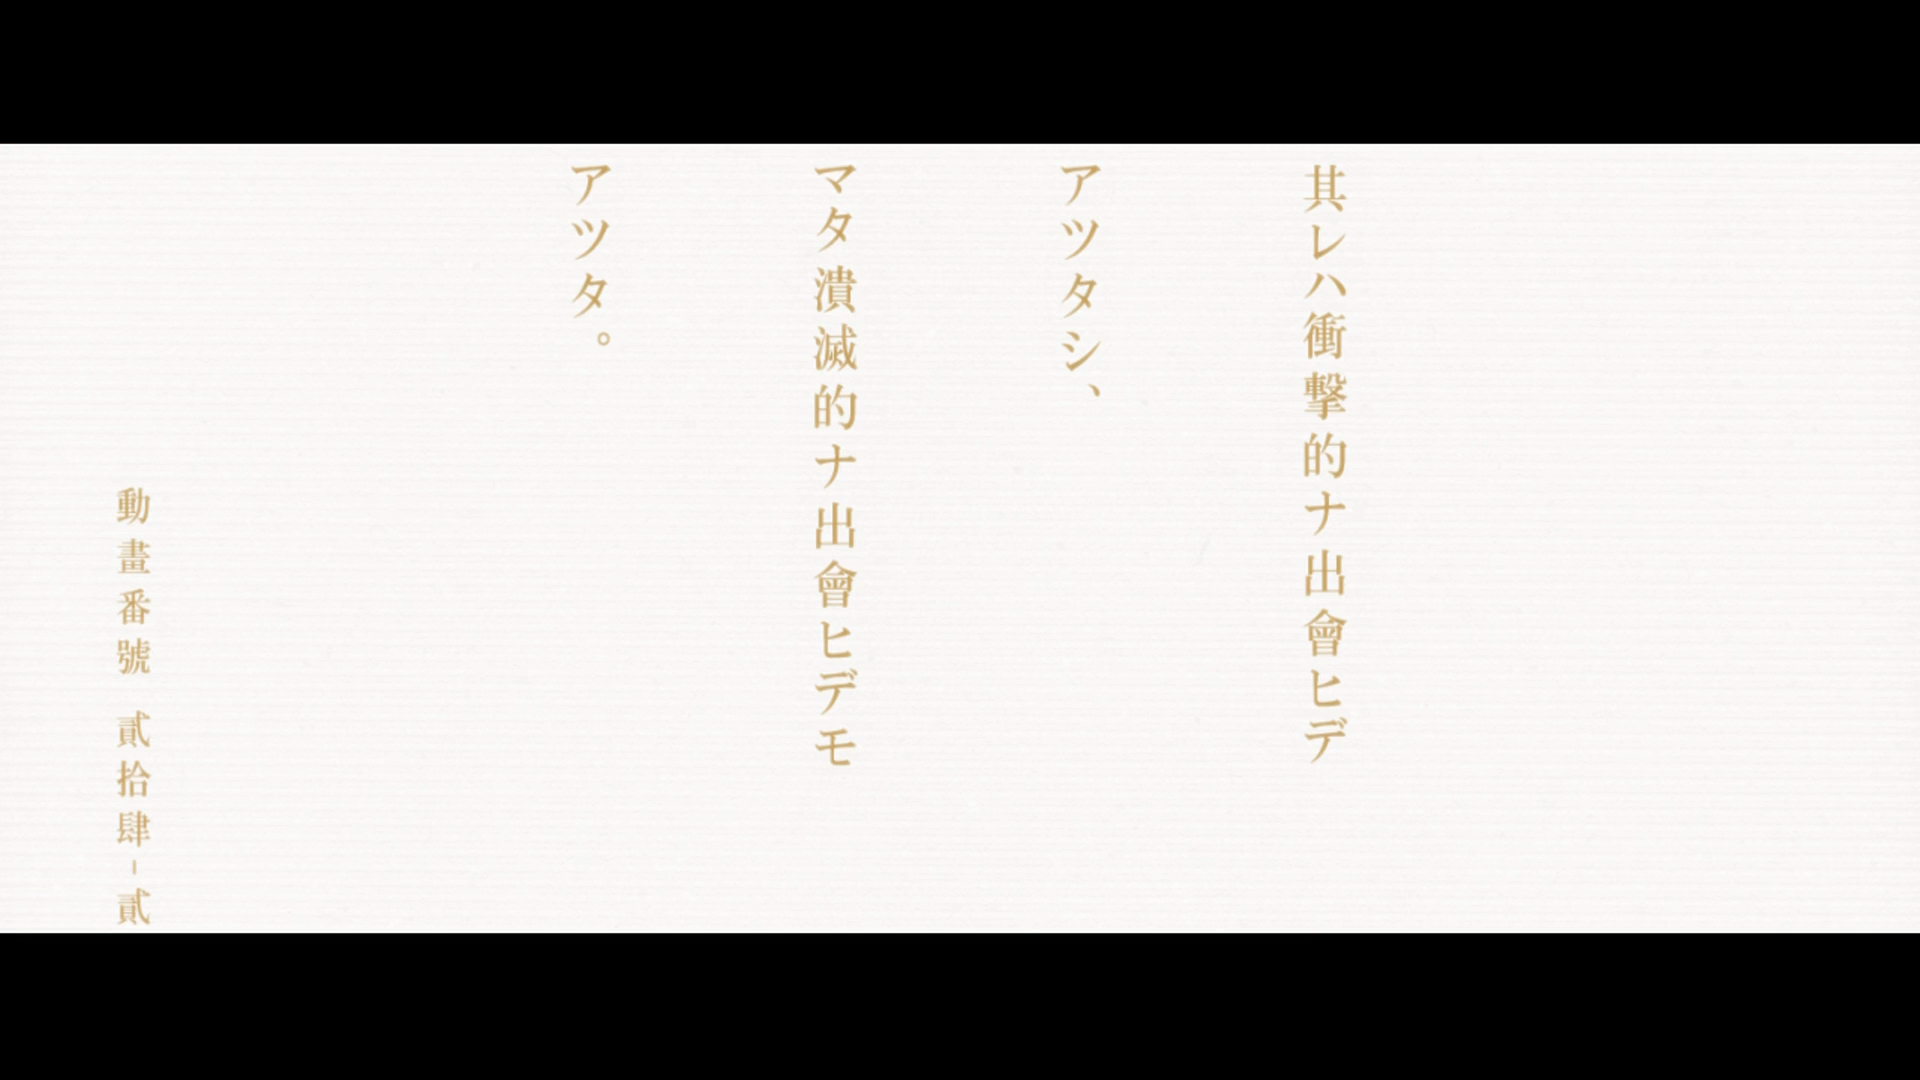 其レハ衝撃的ナ出會ヒデ
アツタシ、
マタ潰滅的ナ出會ヒデモ
アツタ。
動畫番號 貳拾肆-貳